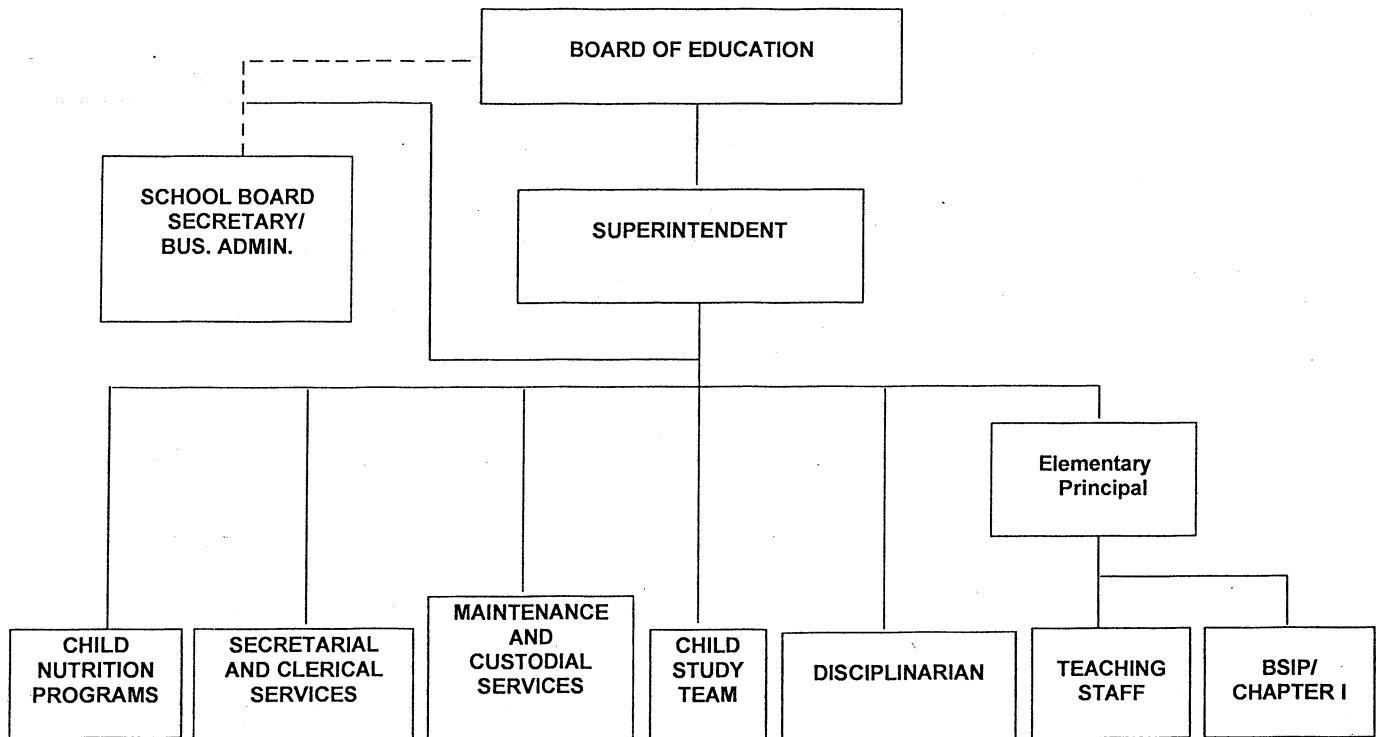 BOARD OF EDUCATION
SCHOOL BOARD
SECRETARY/
BUS. ADMIN.
SUPERINTENDENT
Elementary
Principal
CHILD
NUTRITION
PROGRAMS
SECRETARIAL
AND CLERICAL
SERVICES
MAINTENANCE
AND
CUSTODIAL
SERVICES
CHILD
STUDY
TEAM
DISCIPLINARIAN
TEACHING
STAFF
BSIP/
CHAPTER I